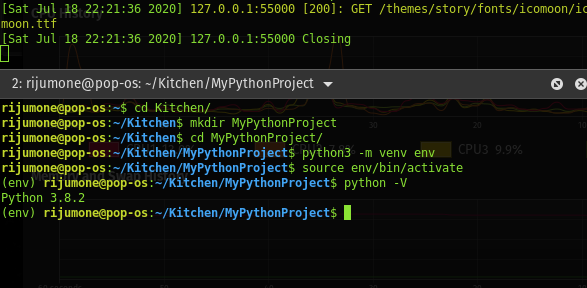 [Sat Jul 18 22:21:36 2020] 127.0.0.1:55000 [200]: GET /themes/story/fonts/icomoon/ico
moon.ttf
[Sat Jul 18 22:21:36 2020] 127.0.0.1:55000 Closing
2: rijumone@pop-os: ~/Kitchen/MyPythonProject
rijumone@pop-os:~$ cd Kitchen/
rijumone@pop-os:~/Kitchen$ mkdir MyPythonProject
rijumone@pop-os:~/Kitchen$ cd MyPythonProject/
rijumone@pop-os:~/Kitchen/MyPythonProject$ python3 -m venv env
CPU3 9.9%
rijumone@pop-os:~/Kitchen/MyPythonProject$ source env/bin/activate
(env) rijumone@pop-os:~/Kitchen/MyPythonProject$ python -V
Python 3.8.2
(env) rijumone@pop-os:~/Kitchen/MyPythonProject$